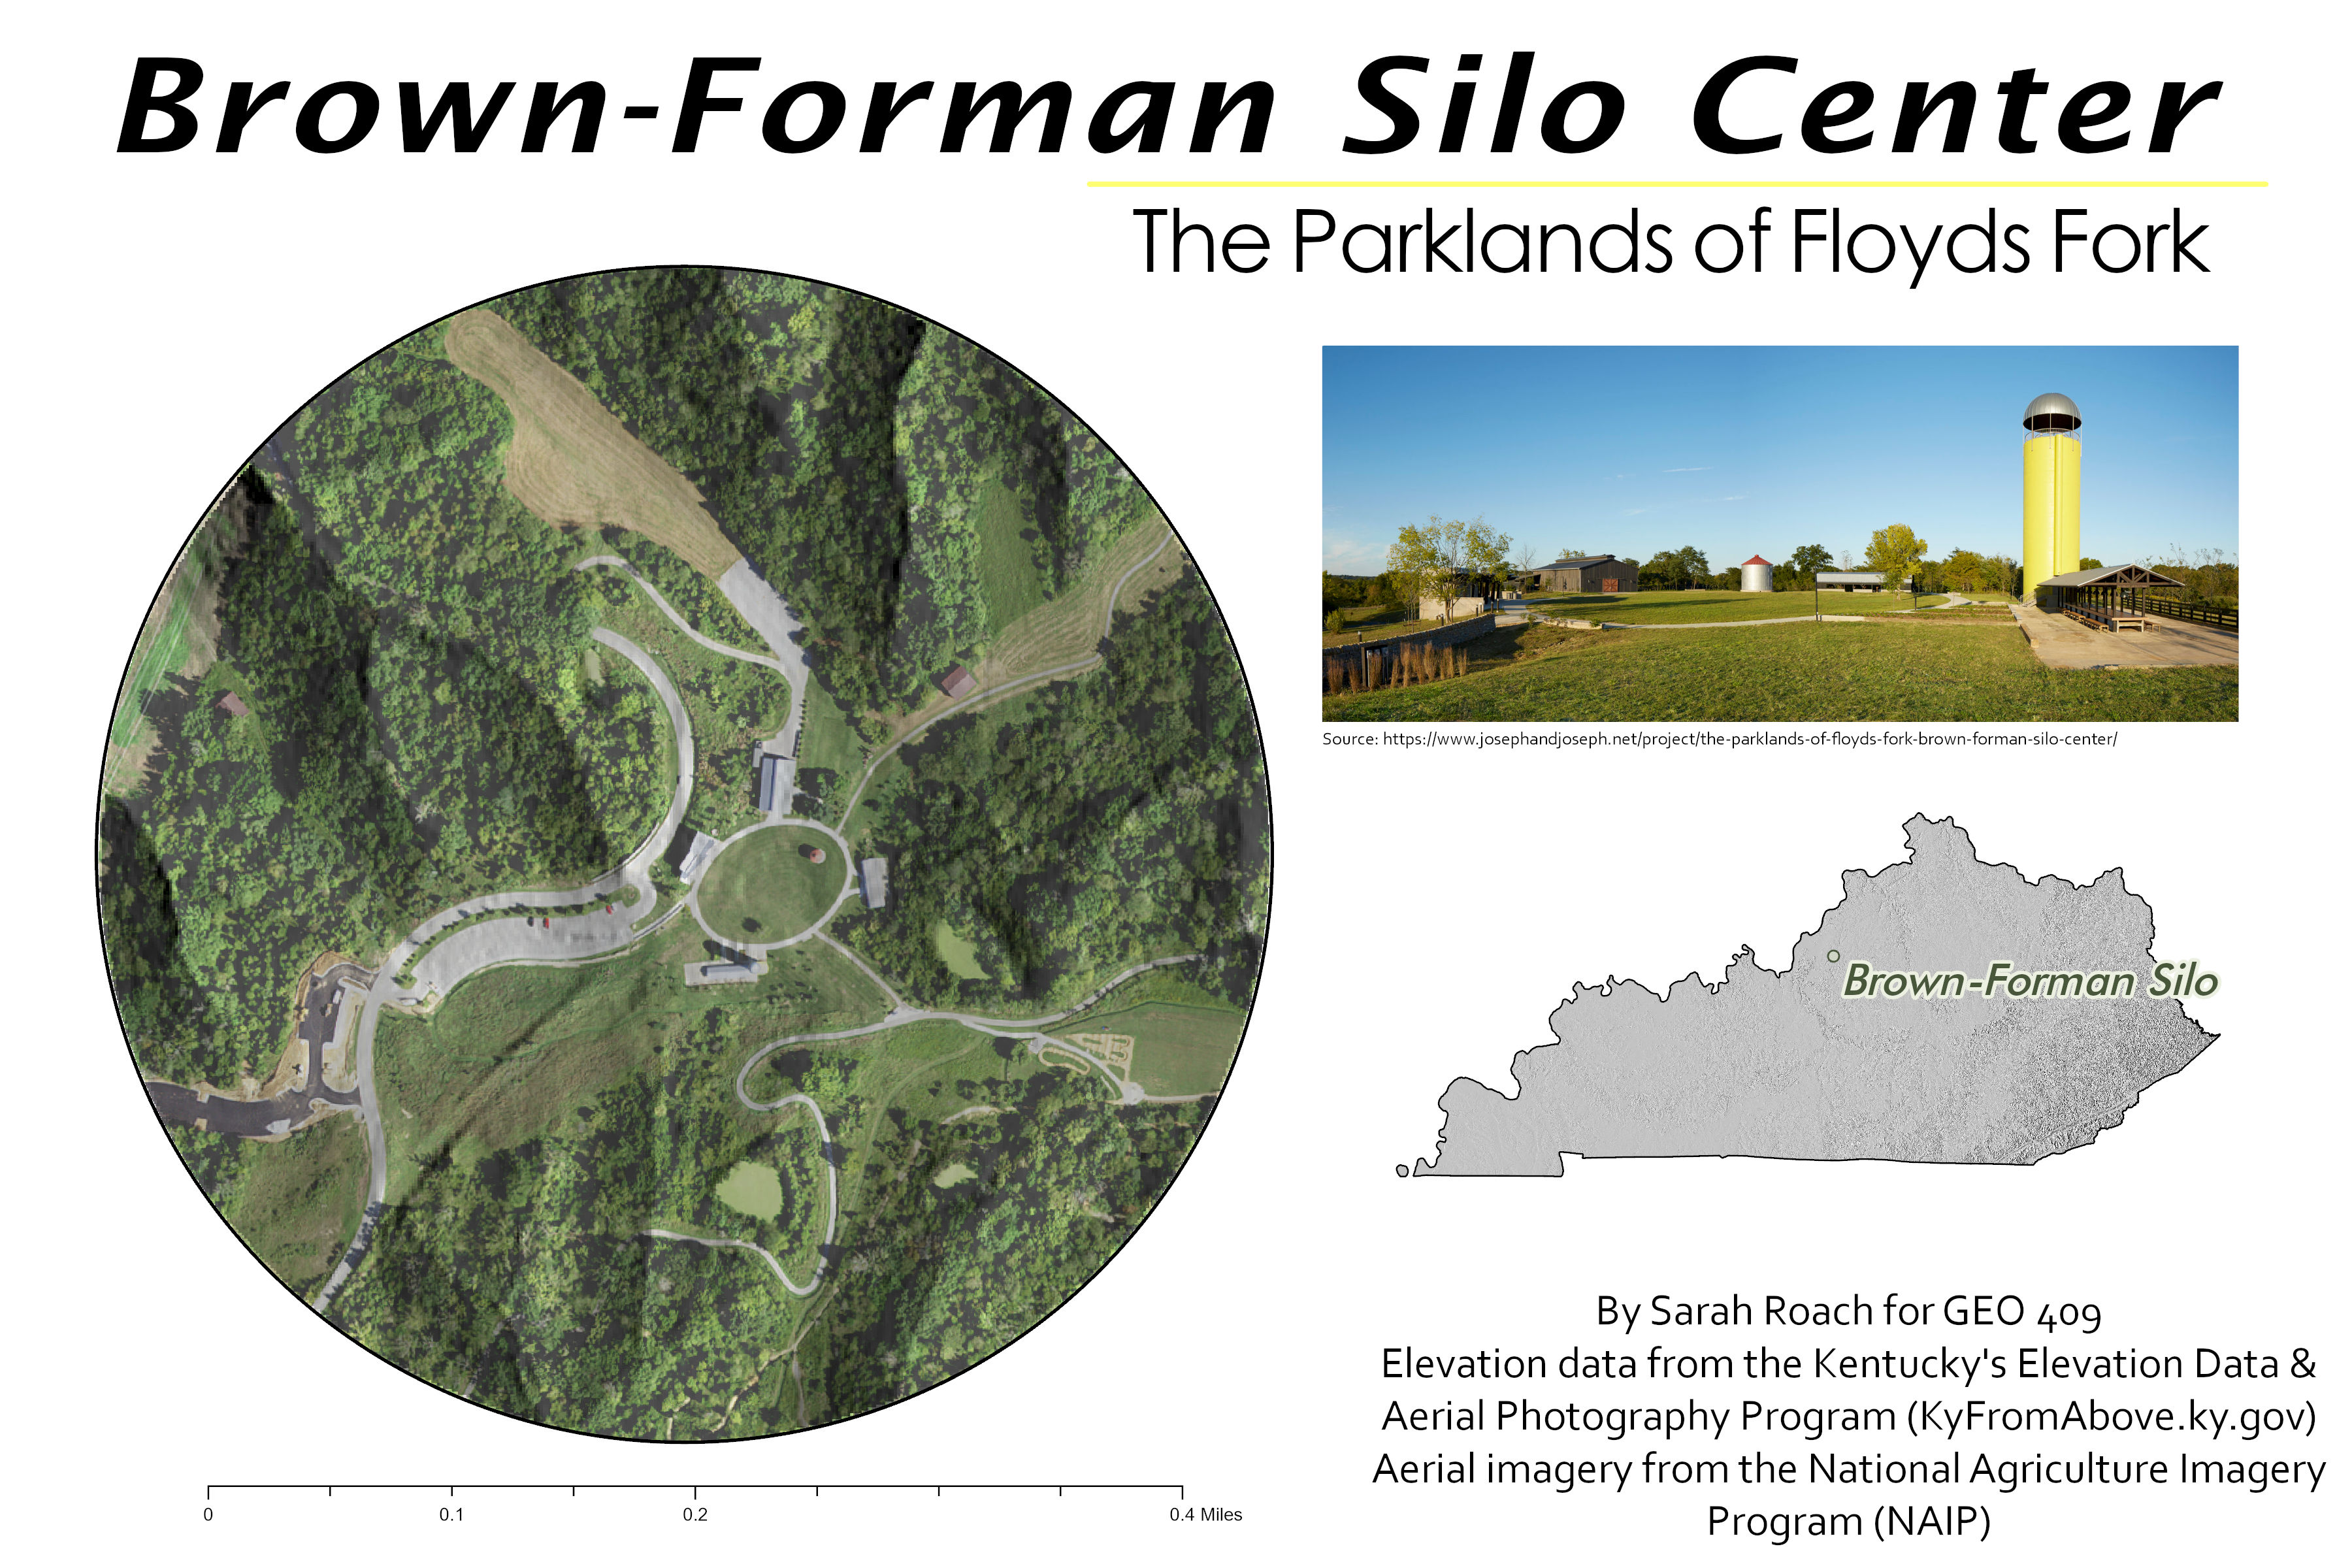 Brown-Forman Silo Center
The Parklands of Floyds Fork
Source: https://www.josephandjoseph.net/project/the-parklands-of-floyds-fork-brown-forman-silo-center/
Brown-Forman Silo
By Sarah Roach for GEO 409
Elevation data from the Kentucky's Elevation Data &
Aerial Photography Program (KyFromAbove.ky.gov)
Aerial imagery from the National Agriculture Imagery
Program (NAIP)
0 0.1 0.2 0.4 Miles